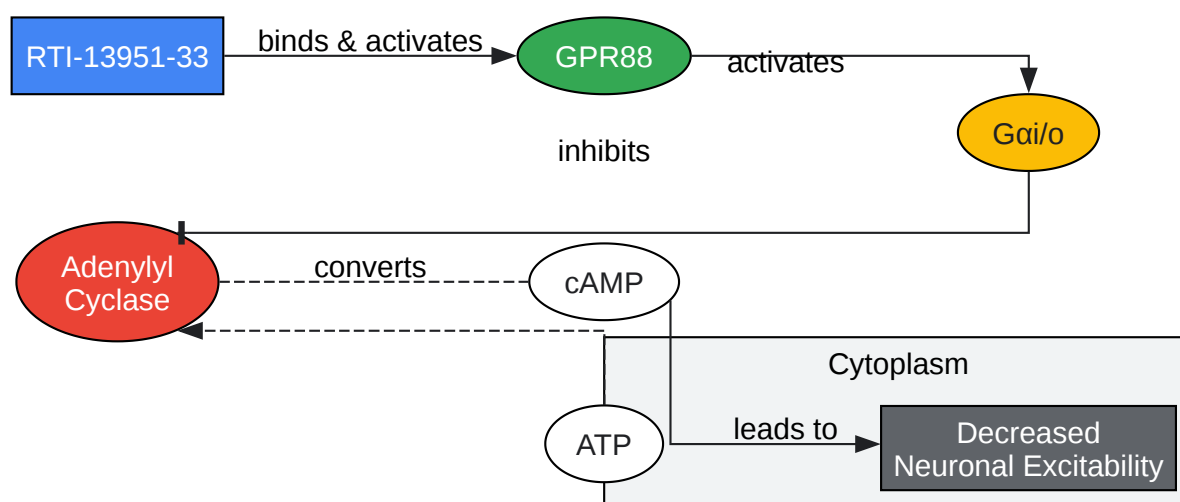 RTI-13951-33
binds & activates
GPR88
activates
Gαi/o
inhibits
Adenylyl
Cyclase
converts
cAMP
Cytoplasm
ATP
leads to
Decreased
Neuronal Excitability